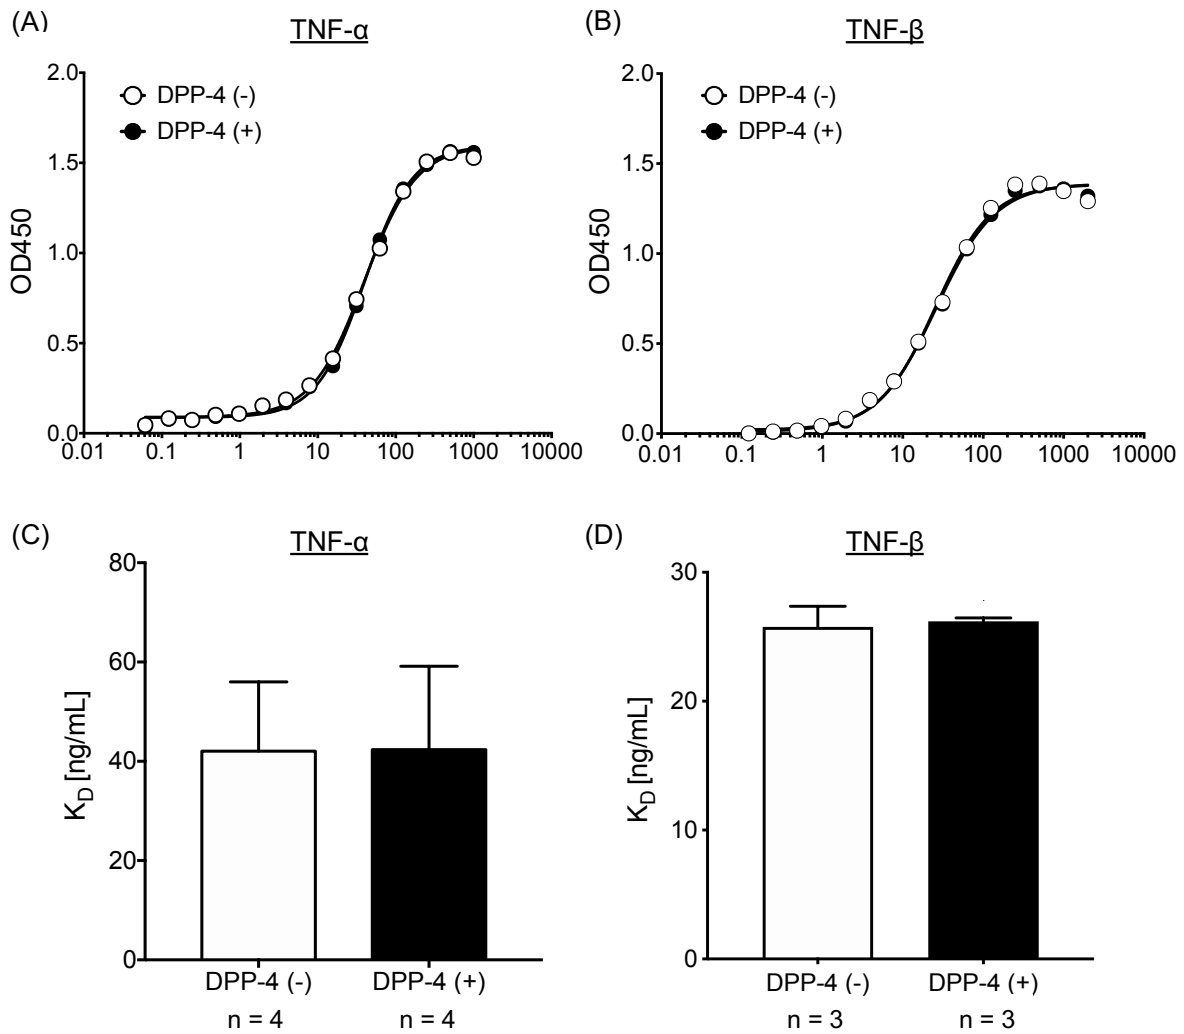 (A)
TNF-α
DPP-4 (-)
DPP-4 (+)
OD450
2.0
1.5
1.0
0.5
0.0
0.01
0.1
1
10
100
1000
10000
(B)
TNF-β
DPP-4 (-)
DPP-4 (+)
OD450
2.0
1.5
1.0
0.5
0.0
0.01
0.1
1
10
100
1000
10000
(C)
TNF-α
KD [ng/mL]
80
60
40
20
0
DPP-4 (-)
DPP-4 (+)
n = 4
n = 4
(D)
TNF-β
KD [ng/mL]
30
20
10
0
DPP-4 (-)
DPP-4 (+)
n = 3
n = 3